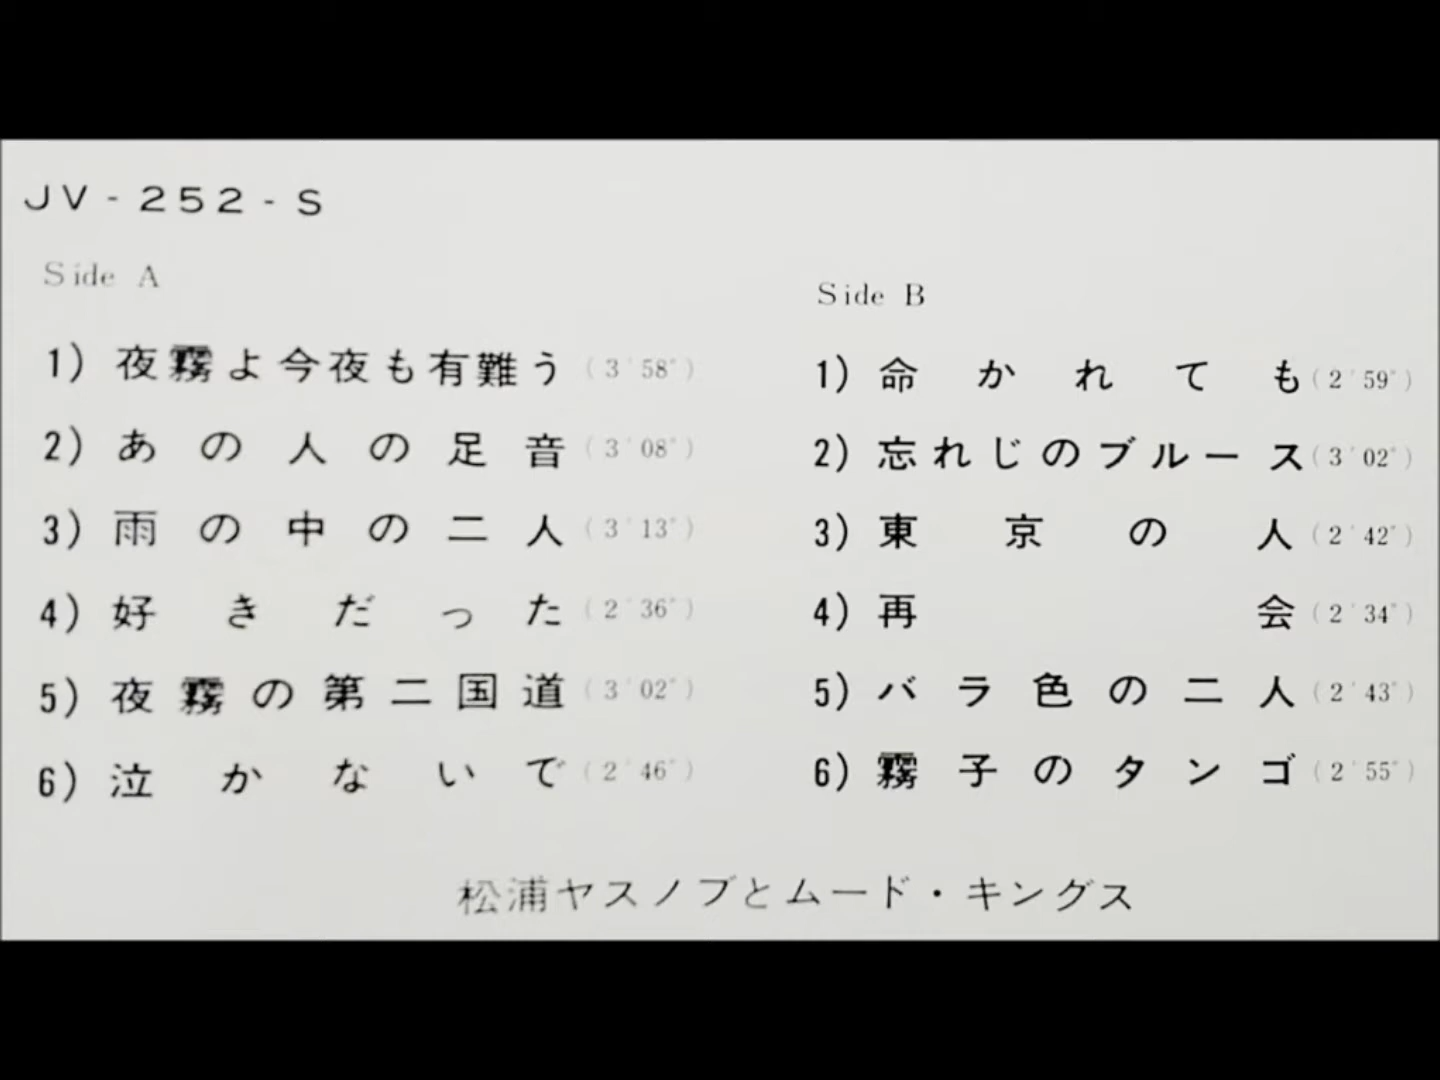 JV-252-S
Side A
1) 夜霧よ今夜も有難う (3′58″)
2) あの人の足音 (3′08″)
3) 雨の中の二人 (3′13″)
4) 好きだった (2′36″)
5) 夜霧の第二国道 (3′02″)
6) 泣かないで (2′46″)
Side B
1) 命かれても (2′59″)
2) 忘れじのブルース (3′02″)
3) 東京の人 (2′42″)
4) 再会 (2′34″)
5) バラ色の二人 (2′43″)
6) 霧子のタンゴ (2′55″)
松浦ヤスノブとムード・キングス